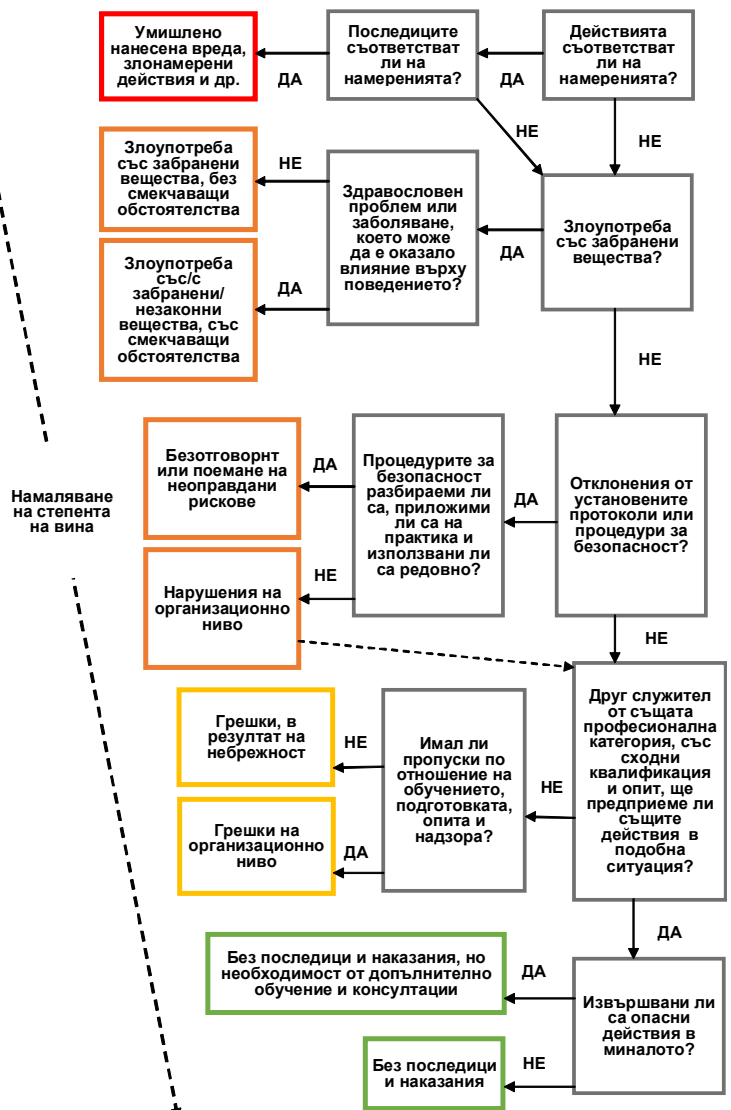 Умишлено
нанесена вреда,
злонамерени
действия и др.
ДА
Последиците
съответстват
ли на
намеренията?
ДА
Действията
съответстват
ли на
намеренията?
НЕ
НЕ
Злоупотреба
със забранени
вещества, без
смекчаващи
обстоятелства
НЕ
Здравословен
проблем или
заболяване,
което може
да е оказало
влияние върху
поведението?
ДА
Злоупотреба
със забранени
вещества?
Злоупотреба
със/с
забранени/
незаконни
вещества, със
смекчаващи
обстоятелства
ДА
НЕ
Безотговорнт
или поемане на
неоправдани
рискове
ДА
Процедурите за
безопасност
разбираеми ли
са, приложими
ли са на
практика и
използвани ли
са редовно?
ДА
Отклонения от
установените
протоколи или
процедури за
безопасност?
Намаляване
на степента
на вина
Нарушения на
организационно
ниво
НЕ
НЕ
Грешки, в
резултат на
небрежност
НЕ
Имал ли
пропуски по
отношение на
обучението,
подготовката,
опита и
надзора?
НЕ
Друг служител
от същата
професионална
категория, със
сходни
квалификация
и опит, ще
предприеме ли
същите
действия в
подобна
ситуация?
Грешки на
организационно
ниво
ДА
ДА
Без последици и наказания, но
необходимост от допълнително
обучение и консултации
ДА
Извършвани ли
са опасни
действия в
миналото?
Без последици
и наказания
НЕ